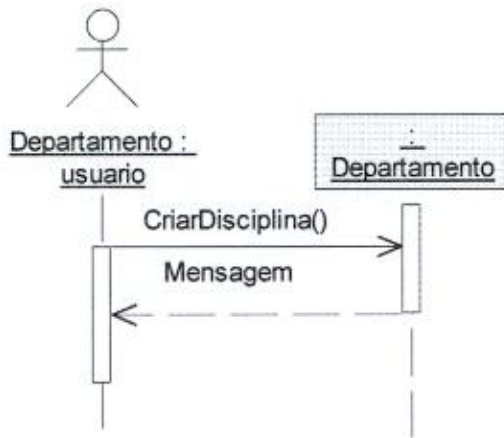 Departamento :
usuario
:
Departamento
CriarDisciplina()
Mensagem